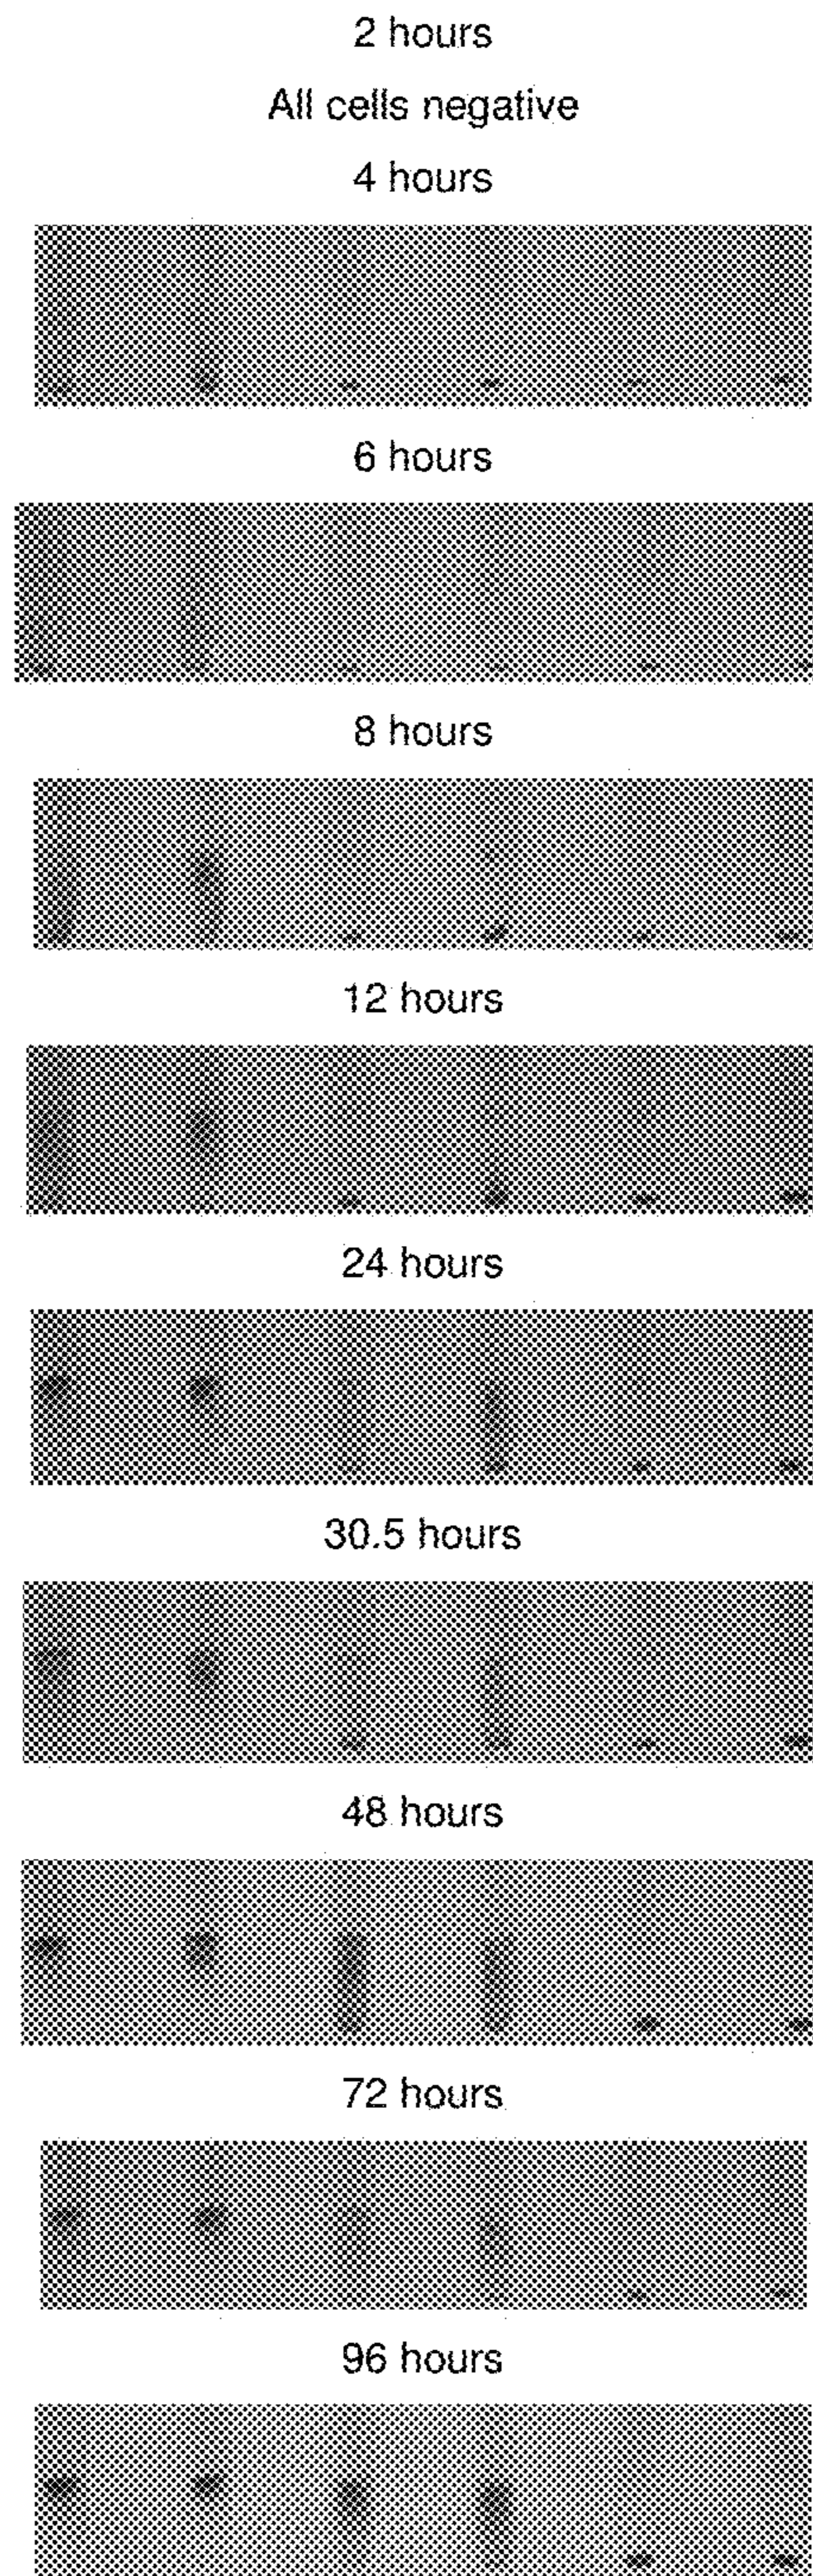 2 hours
All cells negative
4 hours
6 hours
8 hours
12 hours
24 hours
30.5 hours
48 hours
72 hours
96 hours